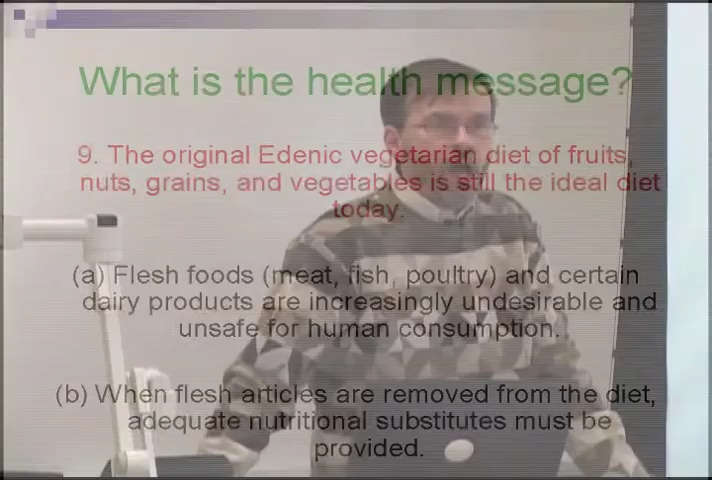 What is the health message?
9. The original Edenic vegetarian diet of fruits,
nuts, grains, and vegetables is still the ideal diet
today.
(a) Flesh foods (meat, fish, poultry) and certain
dairy products are increasingly undesirable and
unsafe for human consumption.
(b) When flesh articles are removed from the diet,
adequate nutritional substitutes must be
provided.